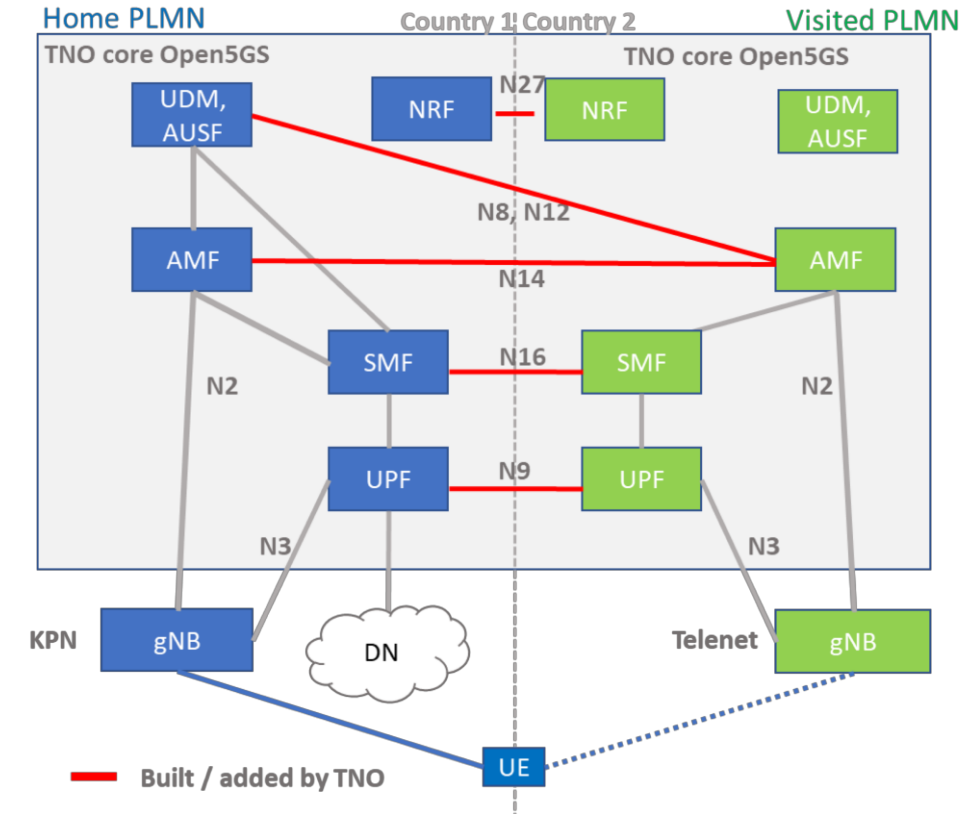 Home PLMN
Country 1 Country 2
Visited PLMN
TNO core Open5GS
TNO core Open5GS
UDM,
AUSF
NRF
N27
NRF
UDM,
AUSF
N8, N12
AMF
N14
AMF
SMF
N16
SMF
N2
N2
UPF
N9
UPF
N3
N3
KPN
gNB
DN
Telenet
gNB
UE
Built / added by TNO